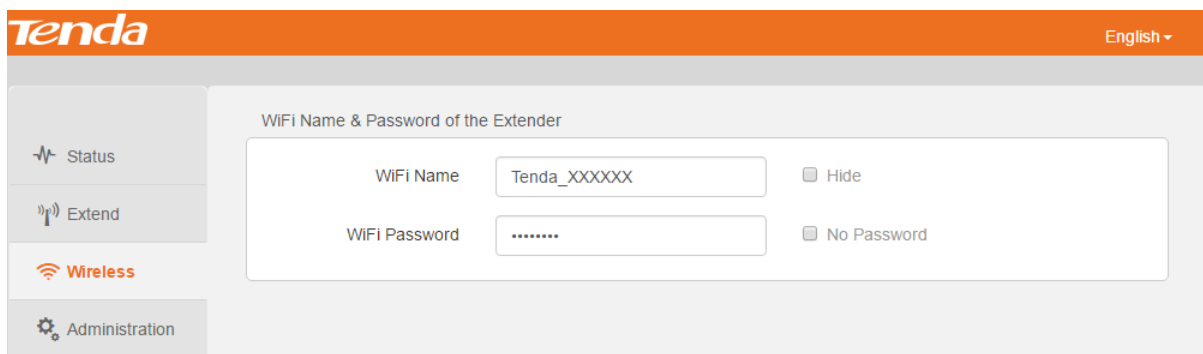 Tenda
English
WiFi Name & Password of the Extender
Status
WiFi Name Tenda_XXXXXX Hide
Extend
WiFi Password •••••••• No Password
Wireless
Administration